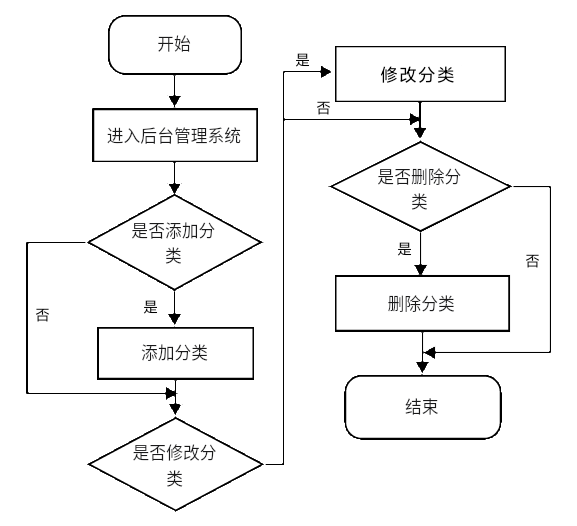 开始
进入后台管理系统
是否添加分
类
否
是
添加分类
是否修改分
类
是
否
修改分类
是否删除分
类
是
否
删除分类
结束